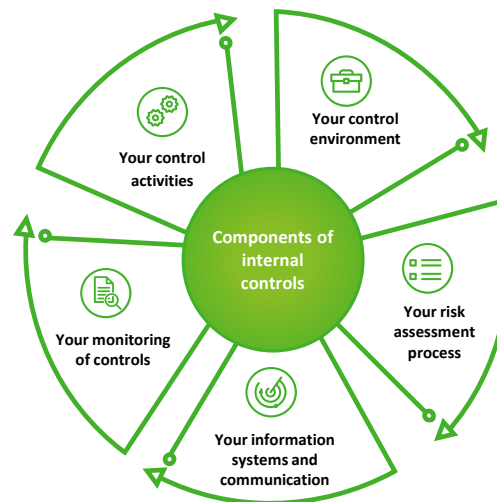 Your control
environment
Your control
activities
Components of
internal
controls
Your risk
assessment
process
Your monitoring
of controls
Your information
systems and
communication